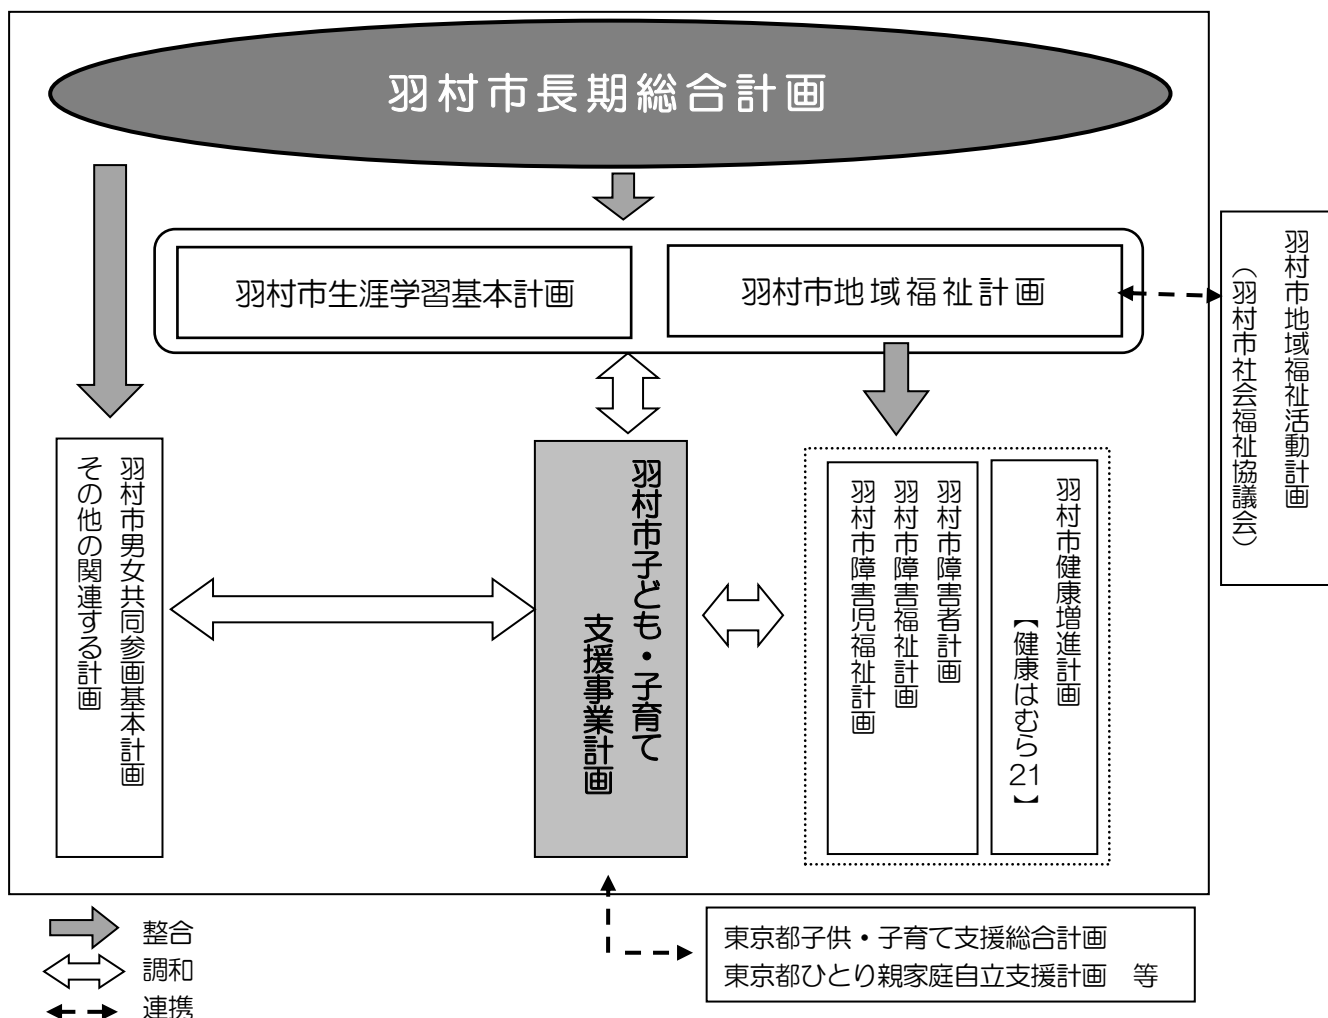 羽村市長期総合計画
羽村市生涯学習基本計画
羽村市地域福祉計画
羽村市地域福祉活動計画
（羽村市社会福祉協議会）
羽村市男女共同参画基本計画
その他の関連する計画
羽村市子ども・子育て
支援事業計画
羽村市健康増進計画
【健康はむら21】
羽村市障害者計画
羽村市障害福祉計画
羽村市障害児福祉計画
東京都子供・子育て支援総合計画
東京都ひとり親家庭自立支援計画　等
整合
調和
連携